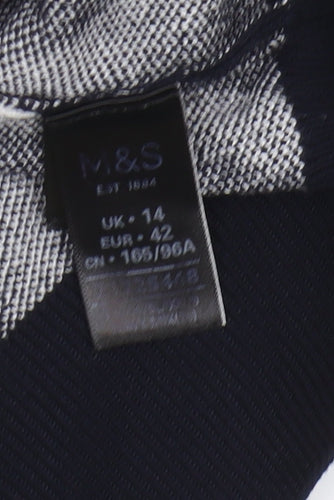 M&S
EST 1884
UK • 14
EUR • 42
CN • 165/96A